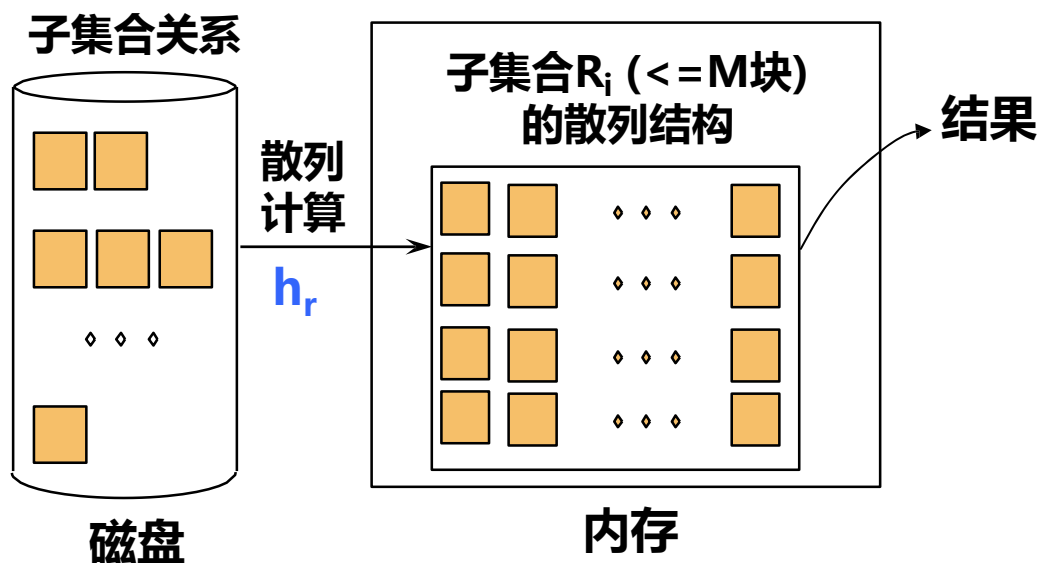 子集合关系
子集合Rᵢ (<=M块)
的散列结构
结果
散列
计算
hᵣ
磁盘
内存